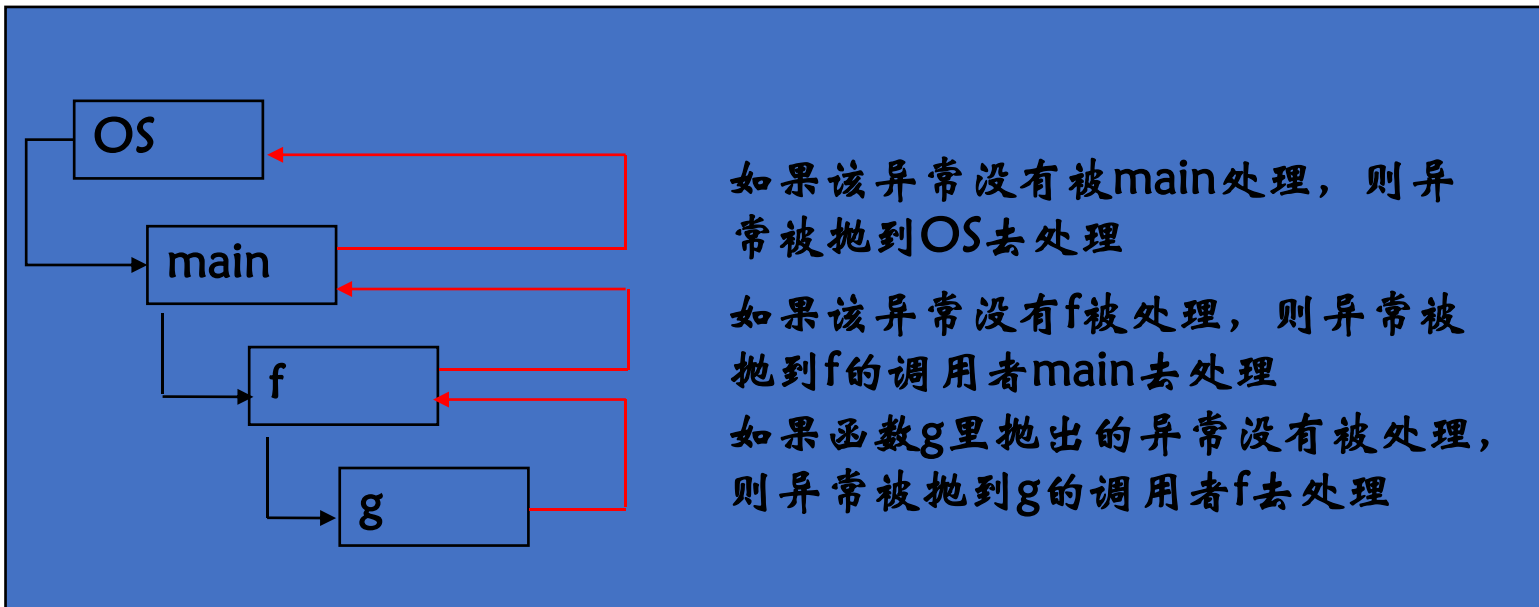 OS
如果该异常没有被main处理，则异
常被抛到OS去处理
main
如果该异常没有f被处理，则异常被
抛到f的调用者main去处理
f
如果函数g里抛出的异常没有被处理，
则异常被抛到g的调用者f去处理
g